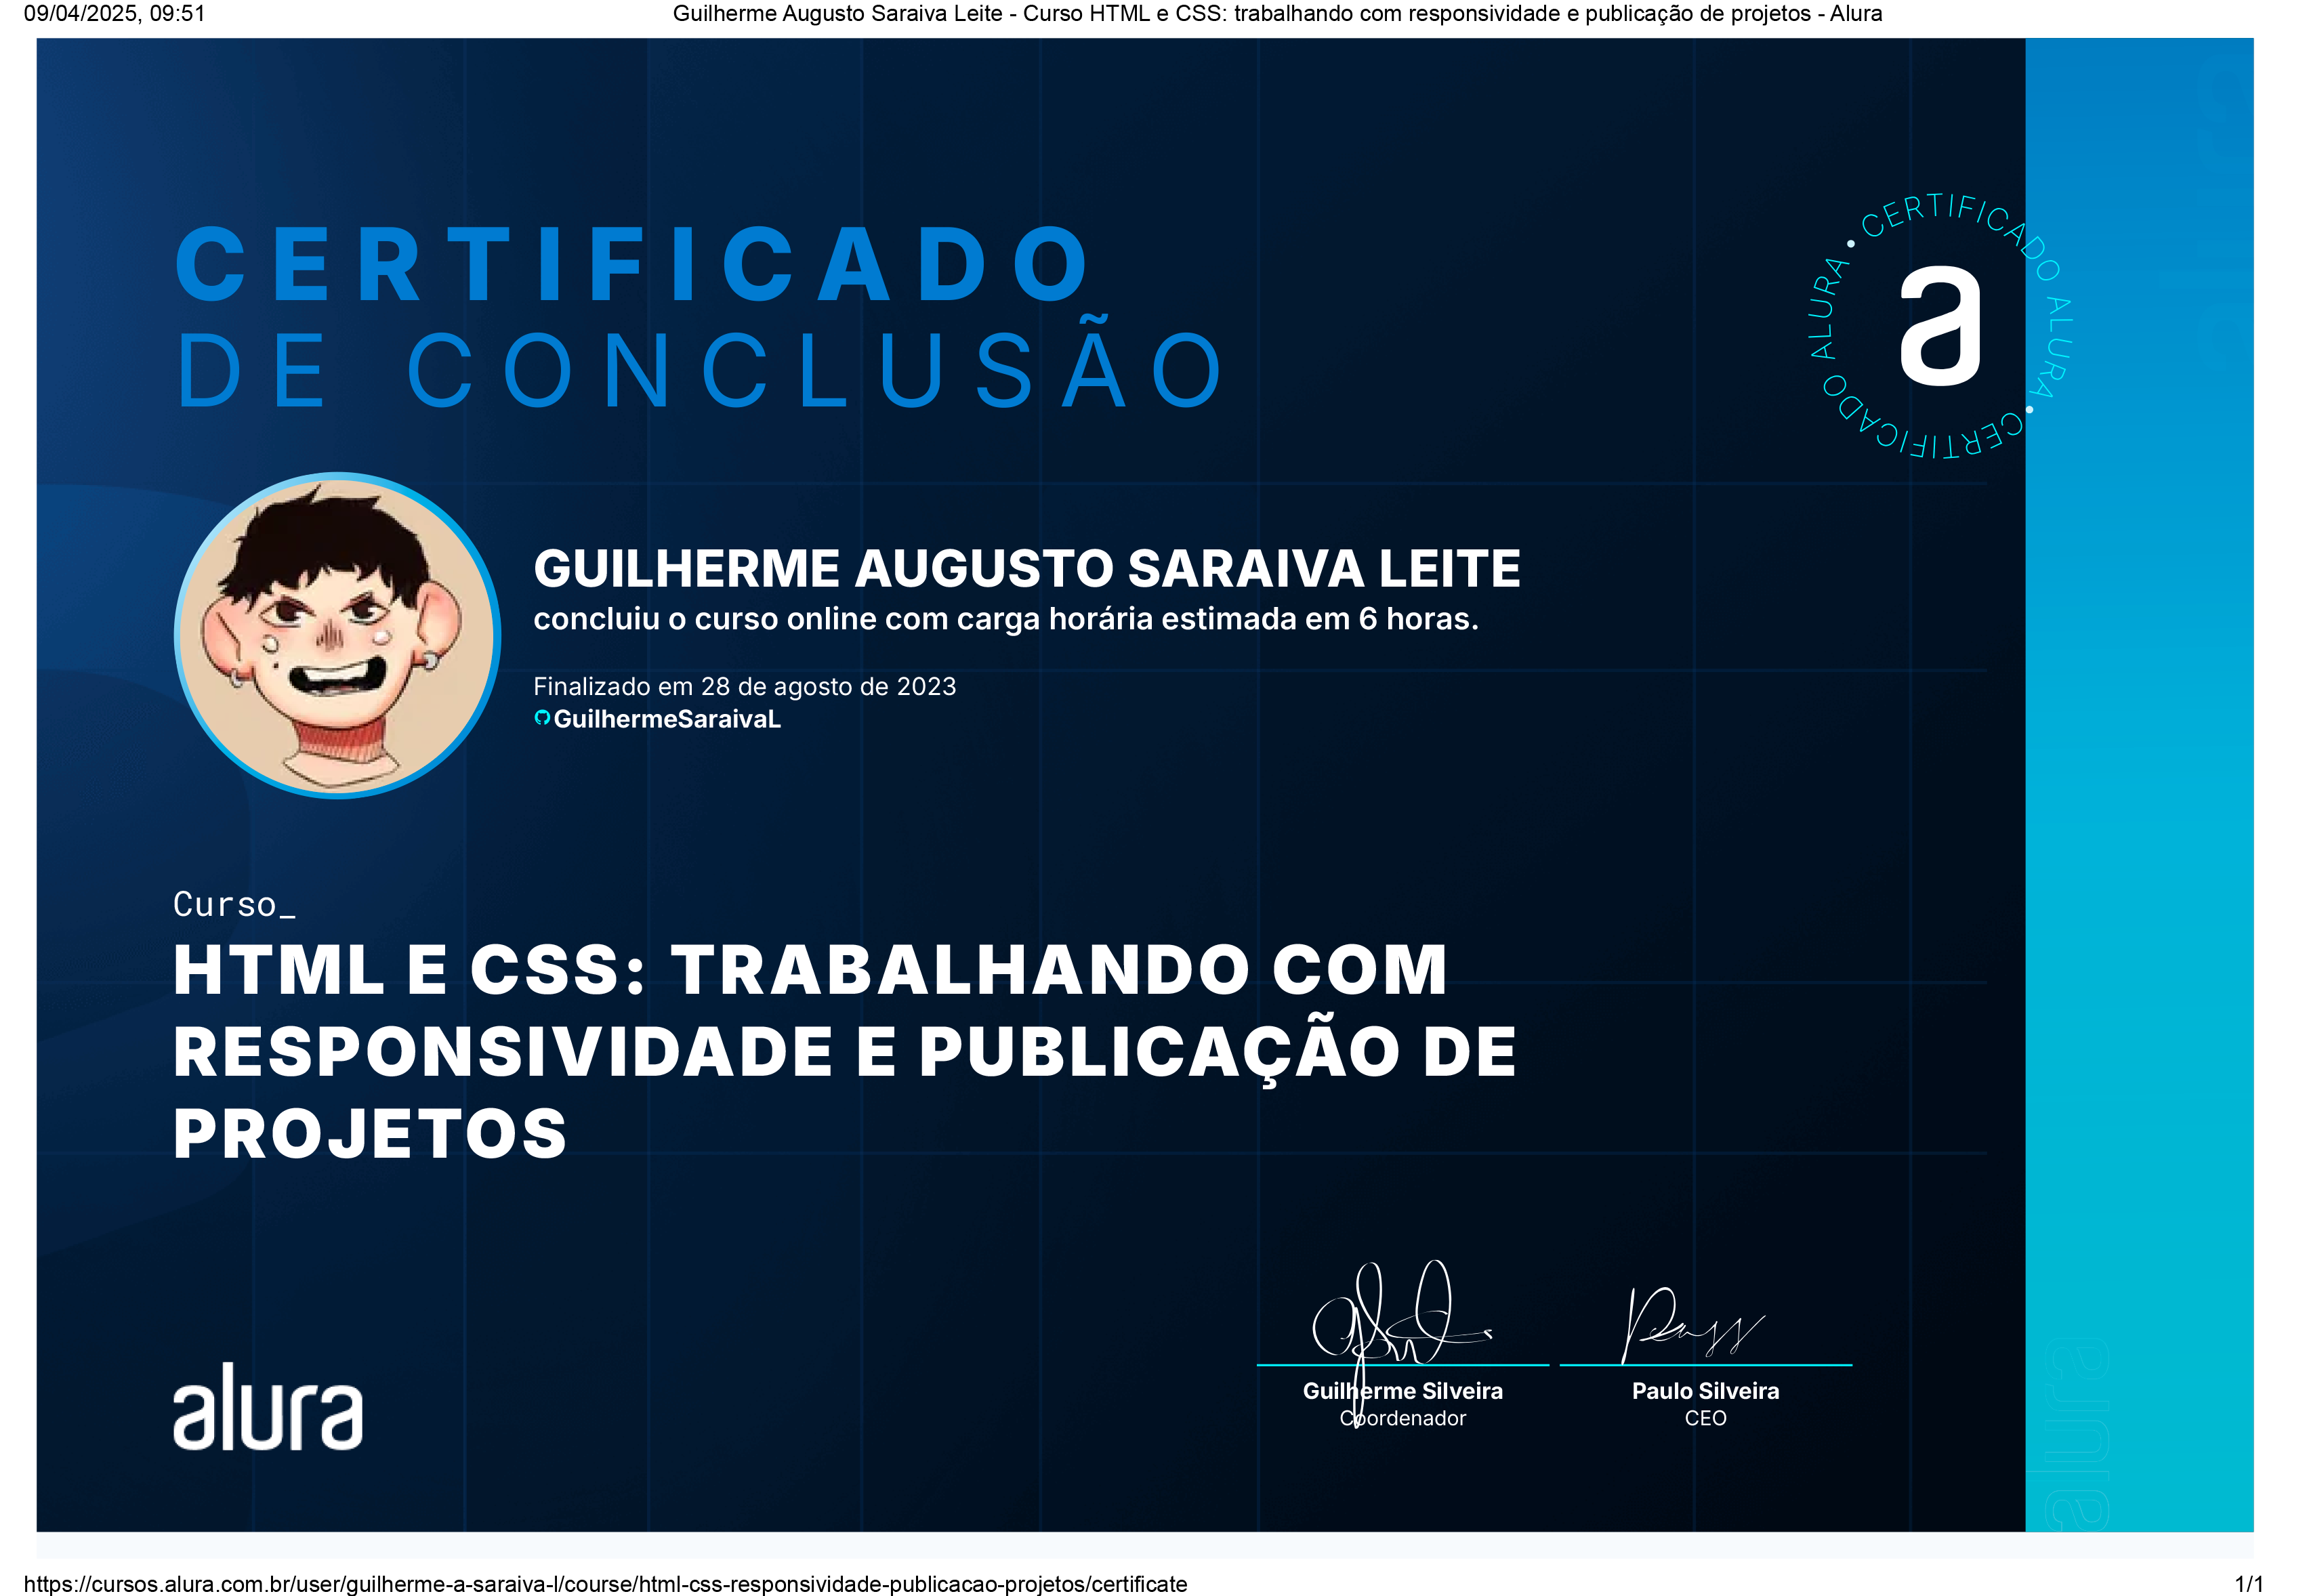 09/04/2025, 09:51
Guilherme Augusto Saraiva Leite - Curso HTML e CSS: trabalhando com responsividade e publicação de projetos - Alura
CERTIFICADO
DE CONCLUSÃO
CERTIFICADO ALURA • CERTIFICADO ALURA •
a
GUILHERME AUGUSTO SARAIVA LEITE
concluiu o curso online com carga horária estimada em 6 horas.
Finalizado em 28 de agosto de 2023
GuilhermeSaraivaL
Curso_
HTML E CSS: TRABALHANDO COM
RESPONSIVIDADE E PUBLICAÇÃO DE
PROJETOS
Guilherme Silveira
Coordenador
Paulo Silveira
CEO
alura
alura
https://cursos.alura.com.br/user/guilherme-a-saraiva-l/course/html-css-responsividade-publicacao-projetos/certificate
1/1